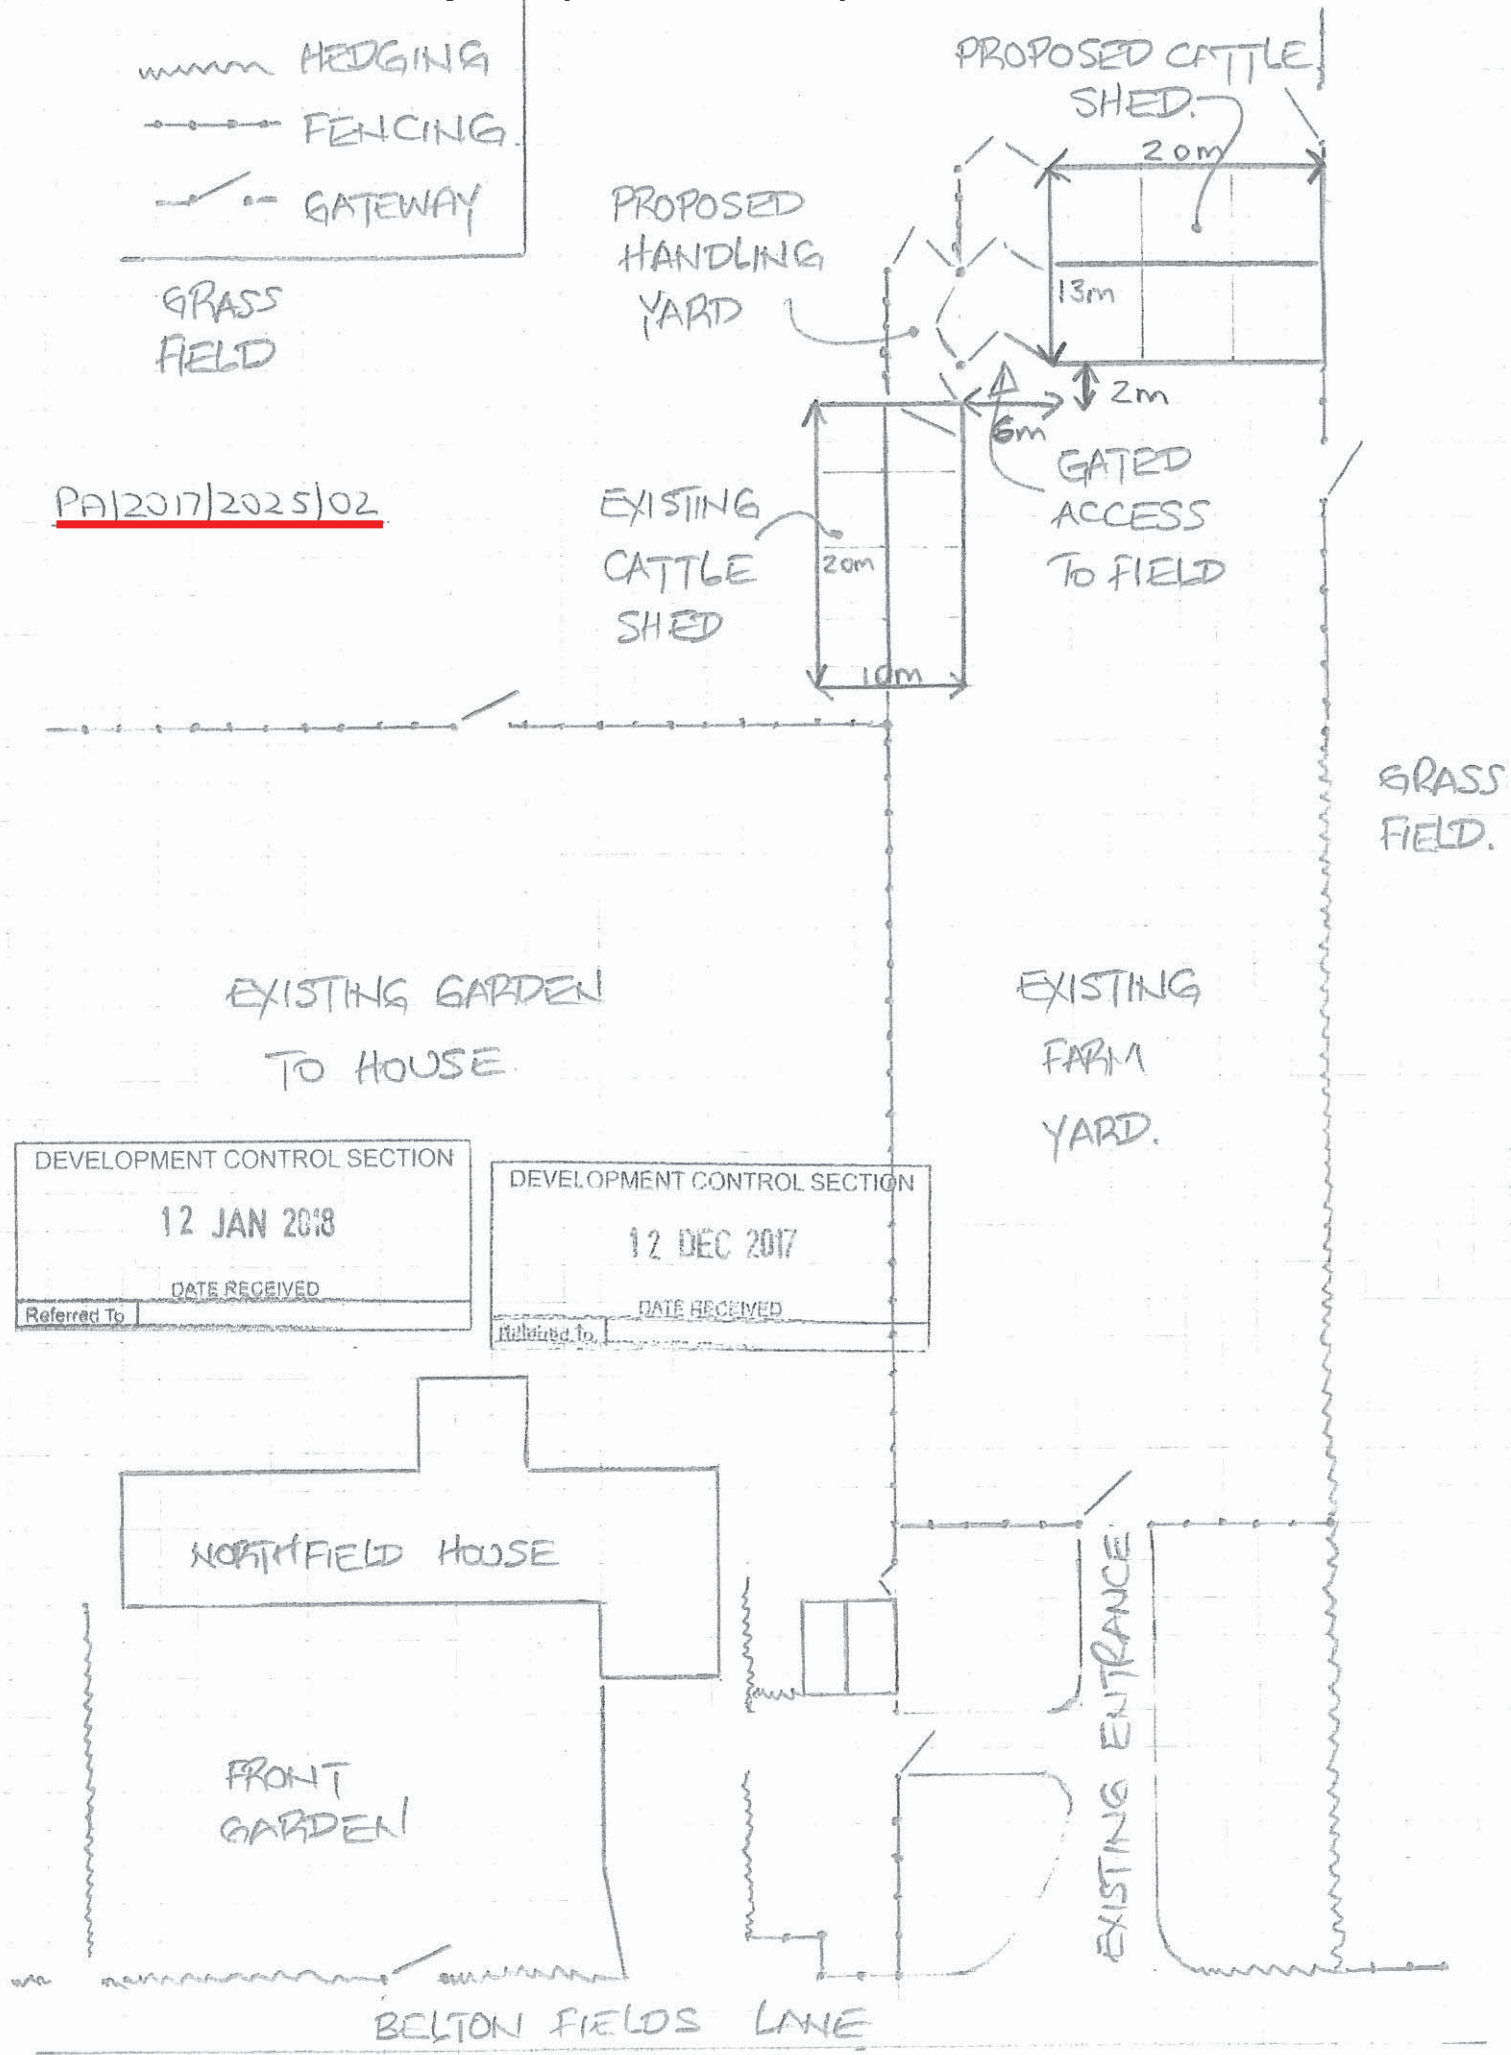 HEDGING
FENCING
GATEWAY
PROPOSED CATTLE
SHED.
20m
13m
2m
6m
PROPOSED
HANDLING
YARD
GRASS
FIELD
PA/2017/2025/02
EXISTING
CATTLE
SHED
20m
10m
GATED
ACCESS
TO FIELD
GRASS
FIELD.
EXISTING GARDEN
TO HOUSE
EXISTING
FARM
YARD.
DEVELOPMENT CONTROL SECTION
12 JAN 2018
DATE RECEIVED
Referred To
DEVELOPMENT CONTROL SECTION
12 DEC 2017
DATE RECEIVED
Referred To
NORTHFIELD HOUSE
EXISTING ENTRANCE
FRONT
GARDEN
BELTON FIELDS LANE